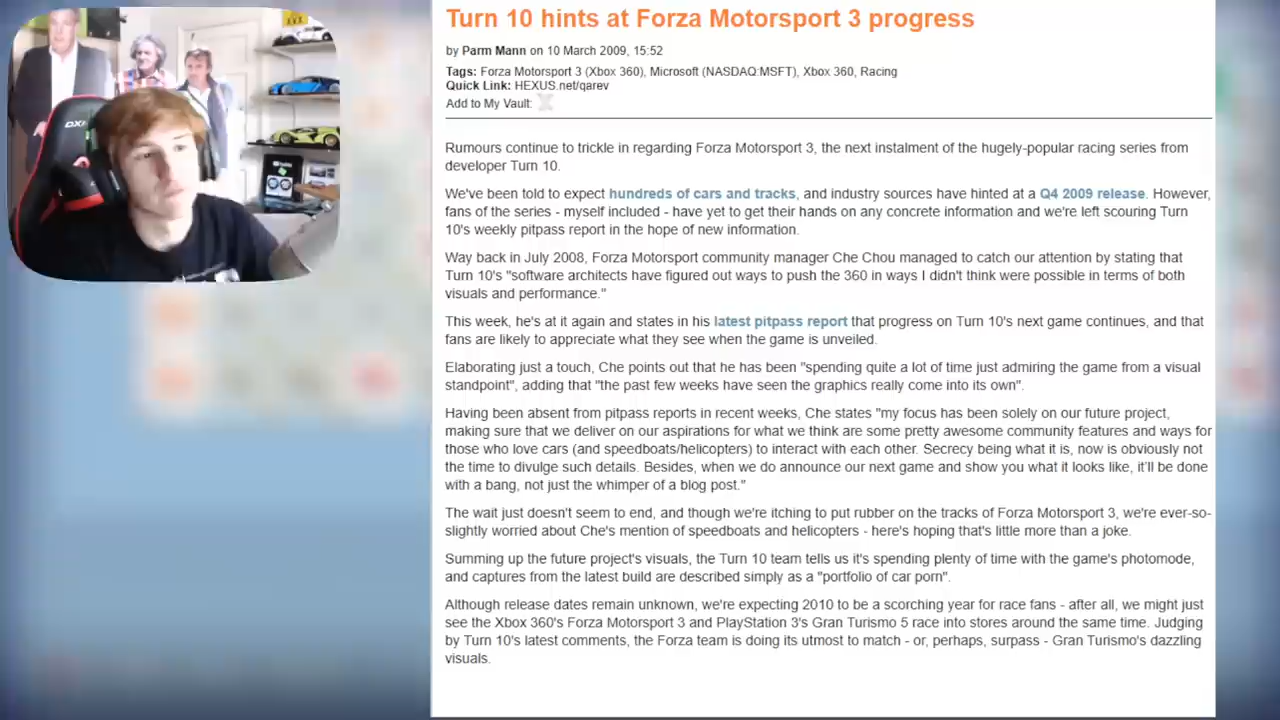 Turn 10 hints at Forza Motorsport 3 progress
by Parm Mann on 10 March 2009, 15:52
Tags: Forza Motorsport 3 (Xbox 360), Microsoft (NASDAQ:MSFT), Xbox 360, Racing
Quick Link: HEXUS.net/qarev
Add to My Vault:
Rumours continue to trickle in regarding Forza Motorsport 3, the next instalment of the hugely-popular racing series from
developer Turn 10.
We've been told to expect hundreds of cars and tracks, and industry sources have hinted at a Q4 2009 release. However,
fans of the series - myself included - have yet to get their hands on any concrete information and we're left scouring Turn
10's weekly pitpass report in the hope of new information.
Way back in July 2008, Forza Motorsport community manager Che Chou managed to catch our attention by stating that
Turn 10's "software architects have figured out ways to push the 360 in ways I didn't think were possible in terms of both
visuals and performance."
This week, he's at it again and states in his latest pitpass report that progress on Turn 10's next game continues, and that
fans are likely to appreciate what they see when the game is unveiled.
Elaborating just a touch, Che points out that he has been "spending quite a lot of time just admiring the game from a visual
standpoint", adding that "the past few weeks have seen the graphics really come into its own".
Having been absent from pitpass reports in recent weeks, Che states "my focus has been solely on our future project,
making sure that we deliver on our aspirations for what we think are some pretty awesome community features and ways for
those who love cars (and speedboats/helicopters) to interact with each other. Secrecy being what it is, now is obviously not
the time to divulge such details. Besides, when we do announce our next game and show you what it looks like, it'll be done
with a bang, not just the whimper of a blog post."
The wait just doesn't seem to end, and though we're itching to put rubber on the tracks of Forza Motorsport 3, we're ever-so-
slightly worried about Che's mention of speedboats and helicopters - here's hoping that's little more than a joke.
Summing up the future project's visuals, the Turn 10 team tells us it's spending plenty of time with the game's photomode,
and captures from the latest build are described simply as a "portfolio of car porn".
Although release dates remain unknown, we're expecting 2010 to be a scorching year for race fans - after all, we might just
see the Xbox 360's Forza Motorsport 3 and PlayStation 3's Gran Turismo 5 race into stores around the same time. Judging
by Turn 10's latest comments, the Forza team is doing its utmost to match - or, perhaps, surpass - Gran Turismo's dazzling
visuals.